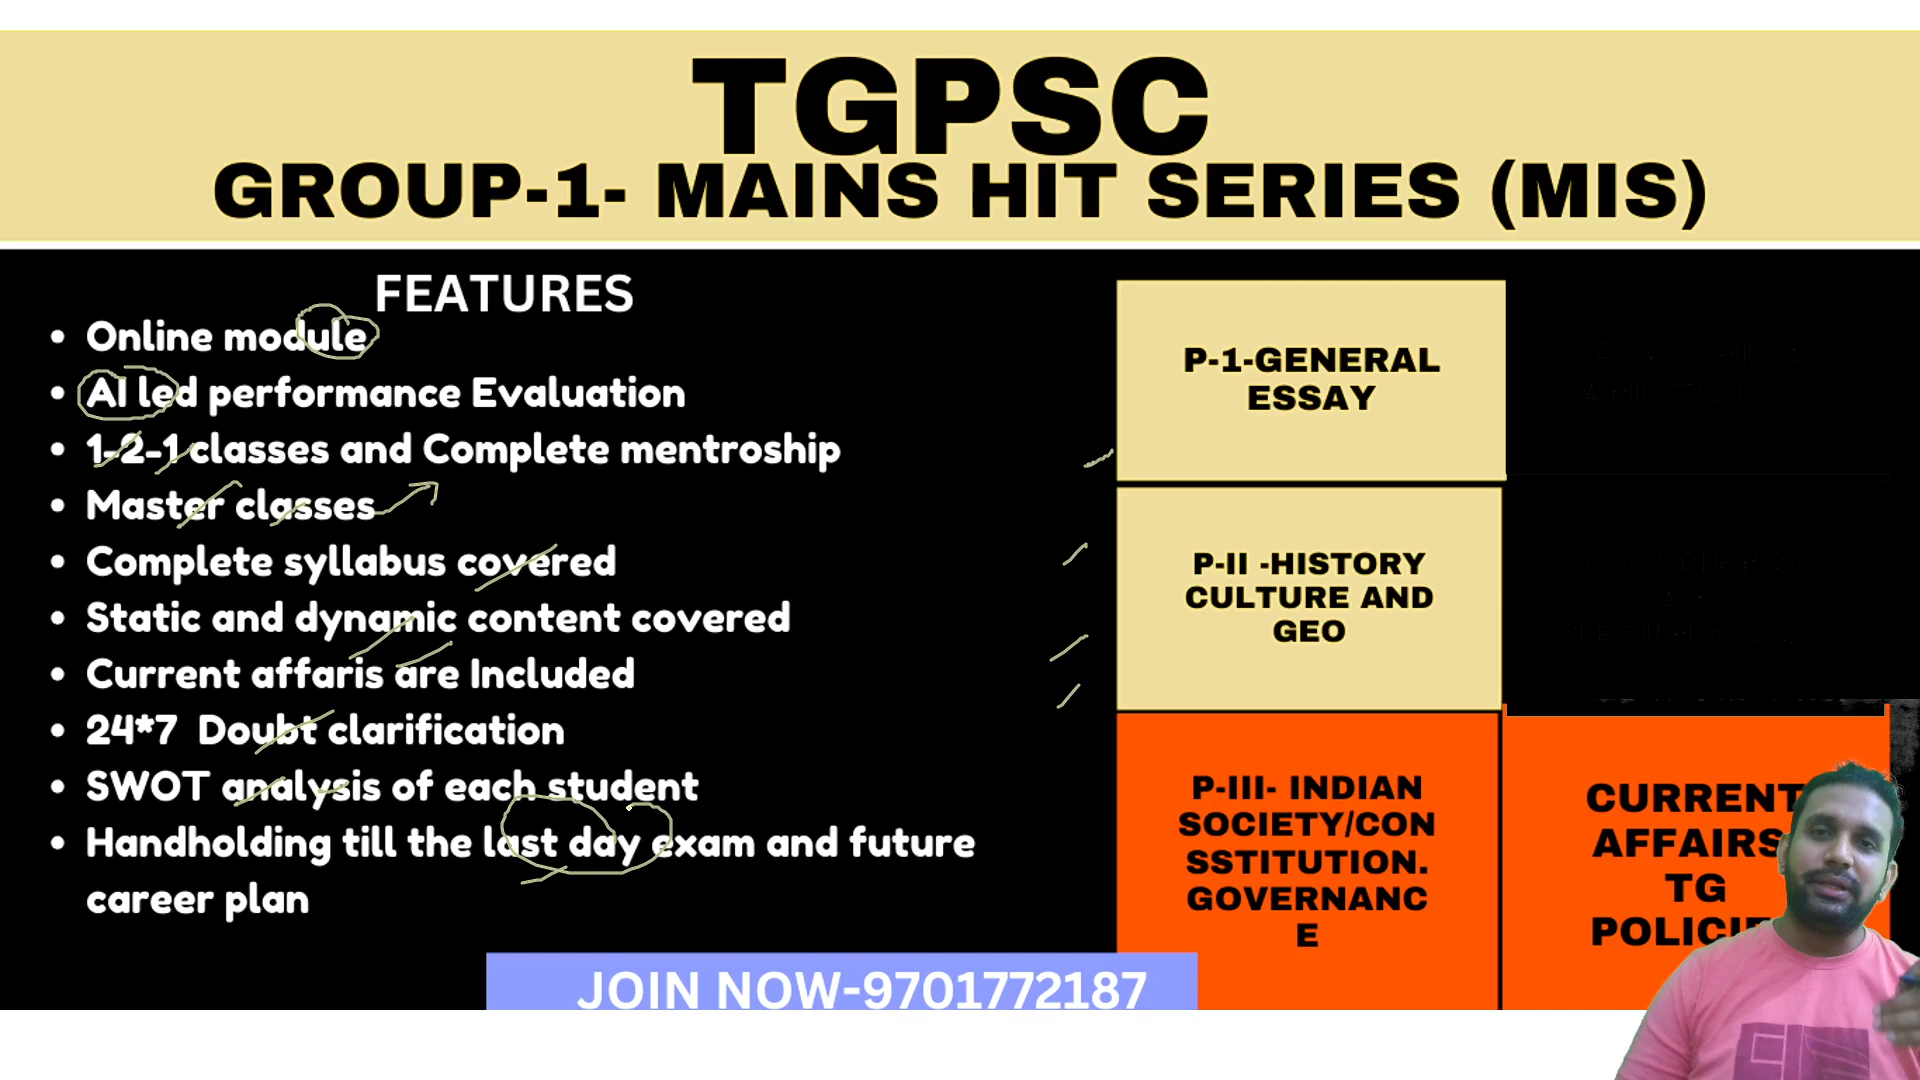 TGPSC
GROUP-1- MAINS HIT SERIES (MIS)
FEATURES
• Online module
• AI led performance Evaluation
• 1-2-1 classes and Complete mentroship
• Master classes
• Complete syllabus covered
• Static and dynamic content covered
• Current affaris are Included
• 24*7 Doubt clarification
• SWOT analysis of each student
• Handholding till the last day exam and future
career plan
P-1-GENERAL
ESSAY
P-II -HISTORY
CULTURE AND
GEO
P-III- INDIAN
SOCIETY/CON
SSTITUTION.
GOVERNANC
E
CURRENT
AFFAIRS
TG
JOIN NOW-9701772187